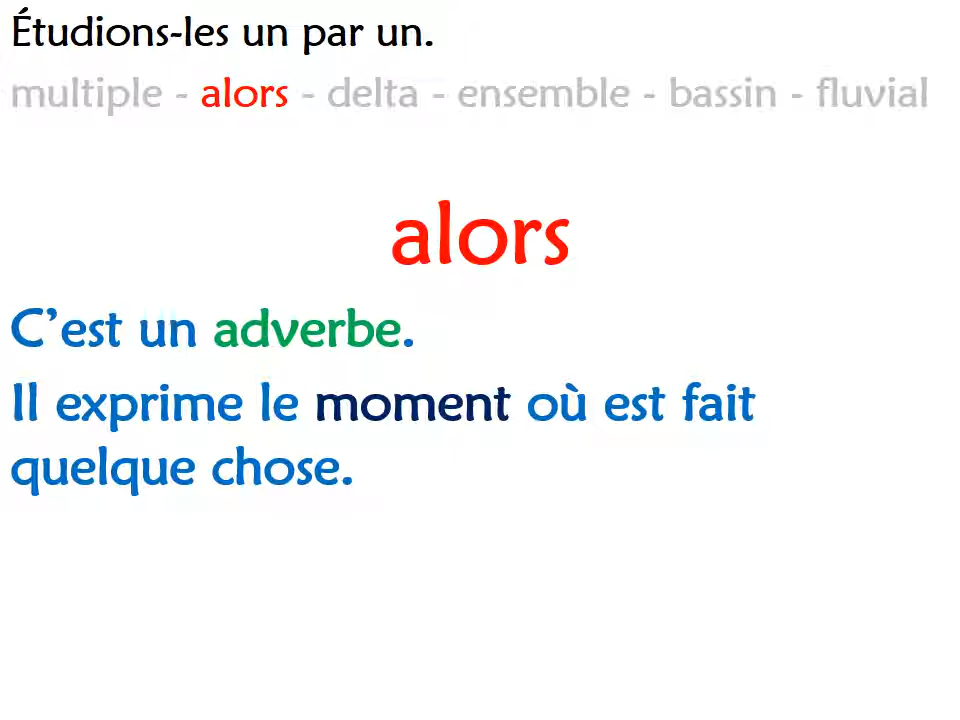 Étudions-les un par un.
multiple - alors - delta - ensemble - bassin - fluvial
alors
C’est un adverbe.
Il exprime le moment où est fait
quelque chose.